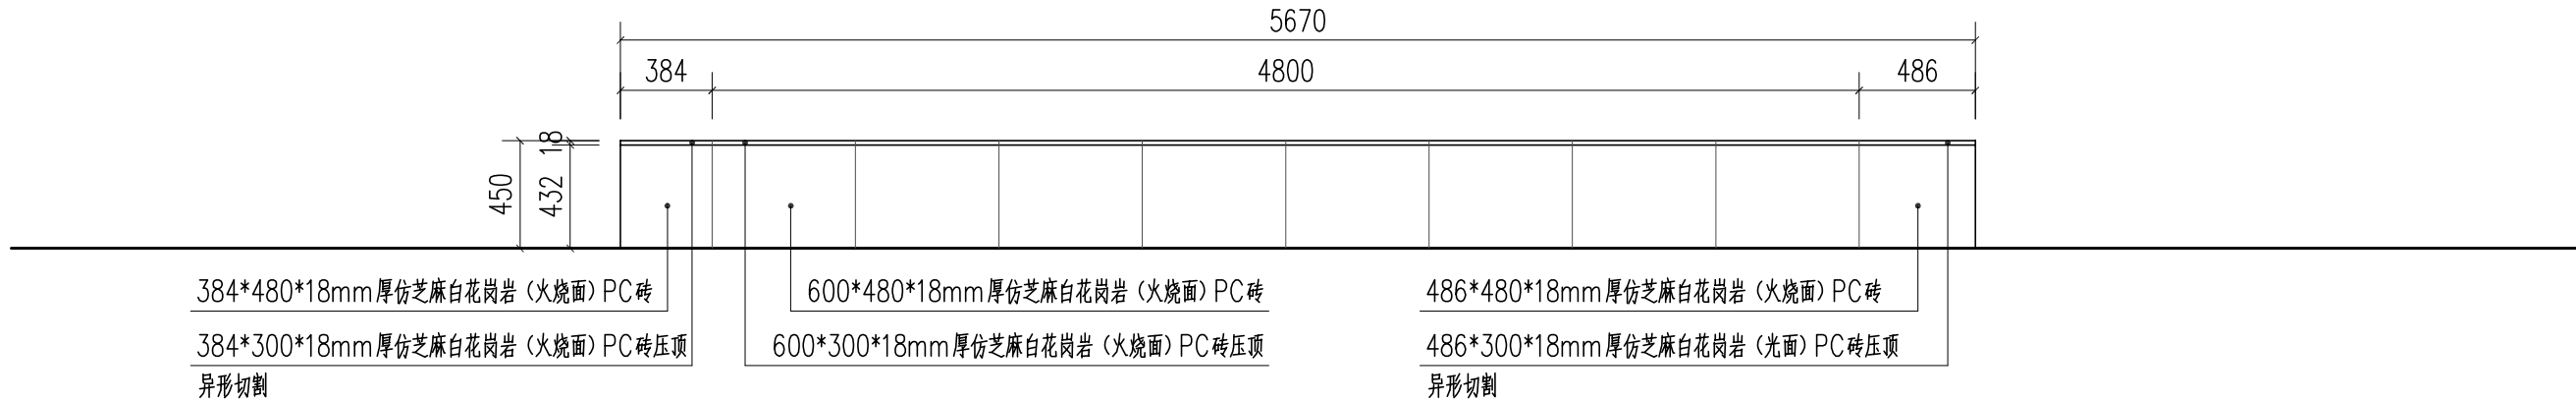 5670
384
4800
486
18
450
432
384*480*18mm厚仿芝麻白花岗岩（火烧面）PC砖
600*480*18mm厚仿芝麻白花岗岩（火烧面）PC砖
486*480*18mm厚仿芝麻白花岗岩（火烧面）PC砖
384*300*18mm厚仿芝麻白花岗岩（火烧面）PC砖压顶
600*300*18mm厚仿芝麻白花岗岩（火烧面）PC砖压顶
486*300*18mm厚仿芝麻白花岗岩（光面）PC砖压顶
异形切割
异形切割